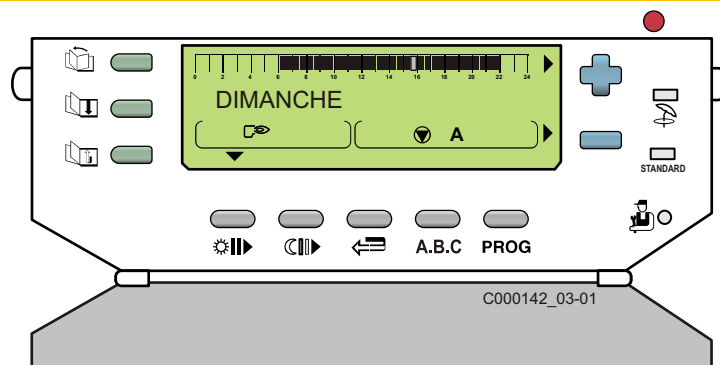 0 2 4 6 8 10 12 14 16 18 20 22 24
DIMANCHE
A
STANDARD
A.B.C PROG
C000142_03-01